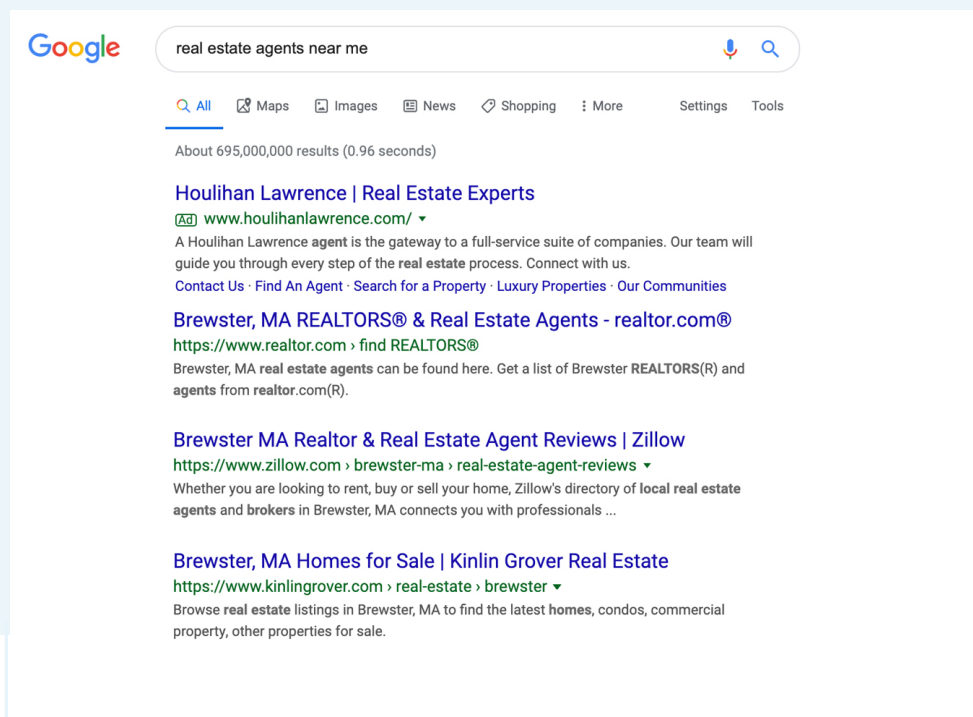 Google
real estate agents near me
All Maps Images News Shopping More Settings Tools
About 695,000,000 results (0.96 seconds)
Houlihan Lawrence | Real Estate Experts
Ad www.houlihanlawrence.com/
A Houlihan Lawrence agent is the gateway to a full-service suite of companies. Our team will
guide you through every step of the real estate process. Connect with us.
Contact Us · Find An Agent · Search for a Property · Luxury Properties · Our Communities
Brewster, MA REALTORS® & Real Estate Agents - realtor.com®
https://www.realtor.com › find REALTORS®
Brewster, MA real estate agents can be found here. Get a list of Brewster REALTORS(R) and
agents from realtor.com(R).
Brewster MA Realtor & Real Estate Agent Reviews | Zillow
https://www.zillow.com › brewster-ma › real-estate-agent-reviews
Whether you are looking to rent, buy or sell your home, Zillow's directory of local real estate
agents and brokers in Brewster, MA connects you with professionals ...
Brewster, MA Homes for Sale | Kinlin Grover Real Estate
https://www.kinlingrover.com › real-estate › brewster
Browse real estate listings in Brewster, MA to find the latest homes, condos, commercial
property, other properties for sale.